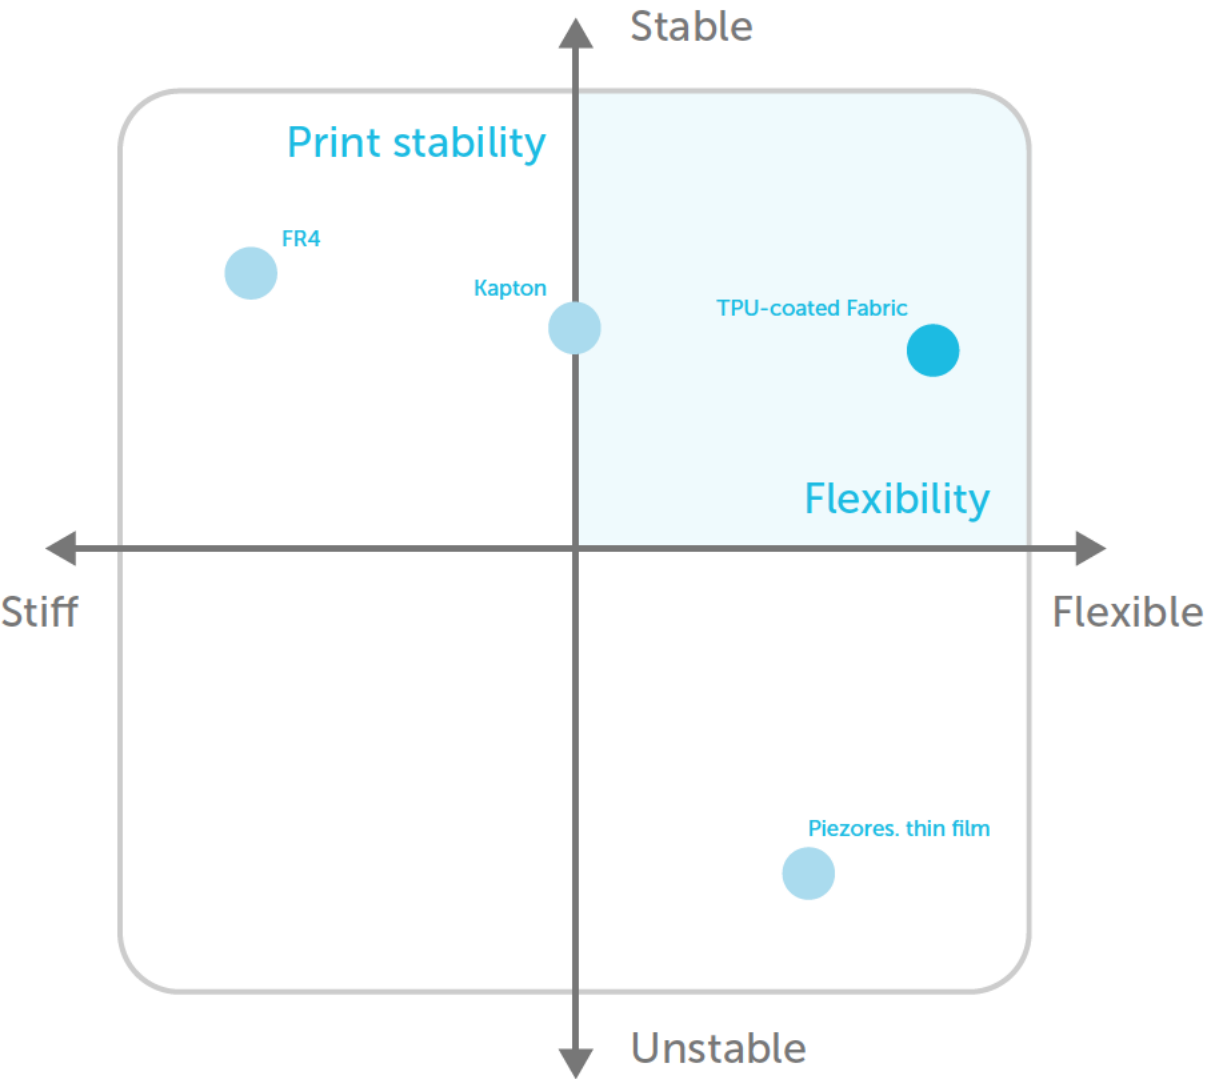 Stable
Print stability
FR4
Kapton
TPU-coated Fabric
Flexibility
Stiff
Flexible
Piezores. thin film
Unstable